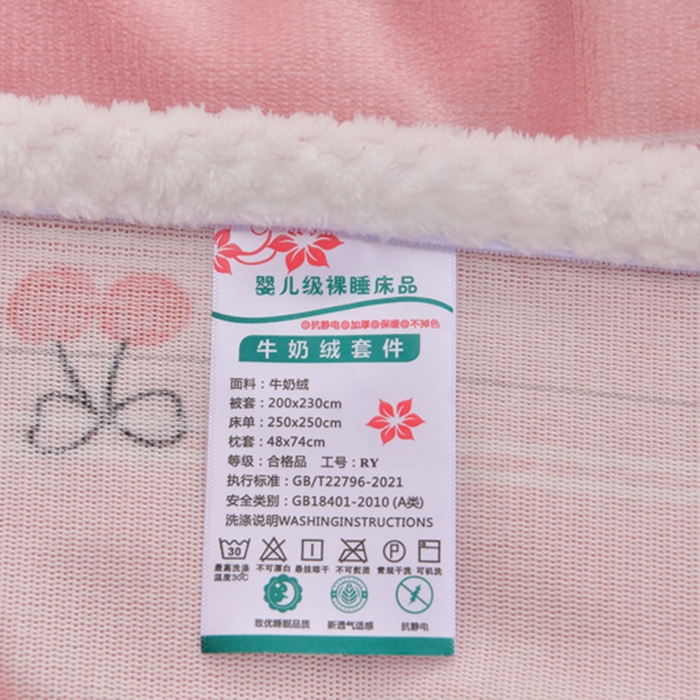 婴儿级裸睡床品
抗静电 加厚 保暖 不掉色
牛奶绒套件
面料：牛奶绒
被套：200x230cm
床单：250x250cm
枕套：48x74cm
等级：合格品 工号：RY
执行标准：GB/T22796-2021
安全类别：GB18401-2010 (A类)
洗涤说明WASHINGINSTRUCTIONS
30 P
最高洗涤温度30C 不可漂白 悬挂晾干 不可熨烫 常规干洗 可机洗
致优睡眠品质 新透气适感 抗静电